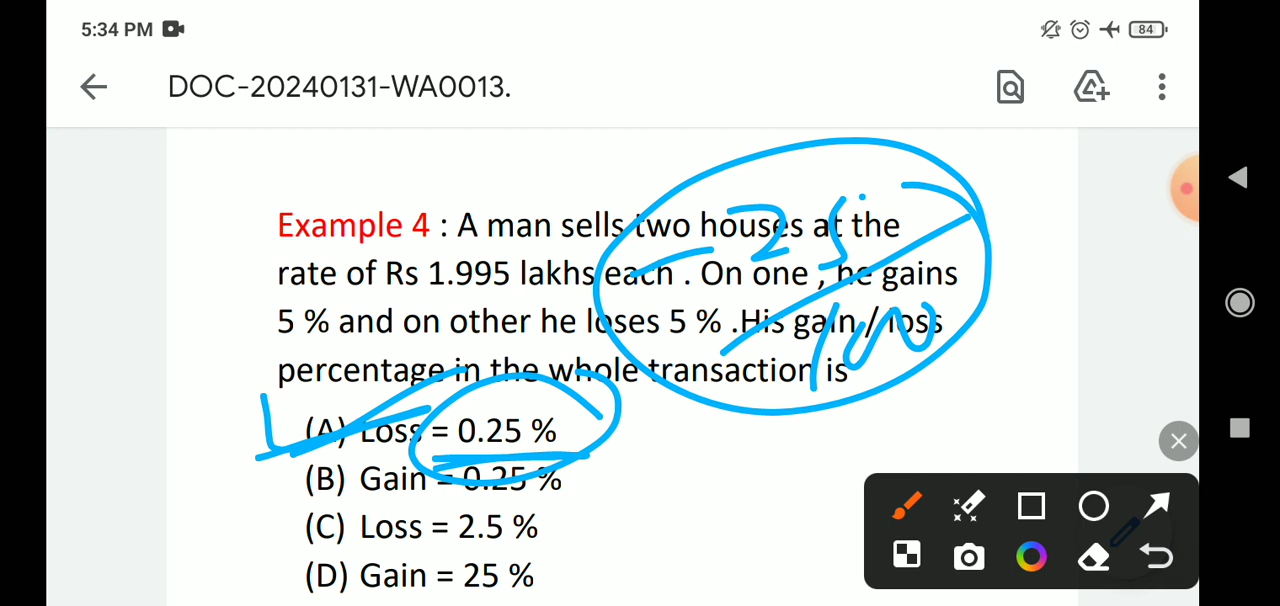 5:34 PM
84
DOC-20240131-WA0013.
Example 4 : A man sells two houses at the
rate of Rs 1.995 lakhs each . On one , he gains
5 % and on other he loses 5 % .His gain / loss
percentage in the whole transaction is
- 25
100
(A) Loss = 0.25 %
(B) Gain = 0.25 %
(C) Loss = 2.5 %
(D) Gain = 25 %